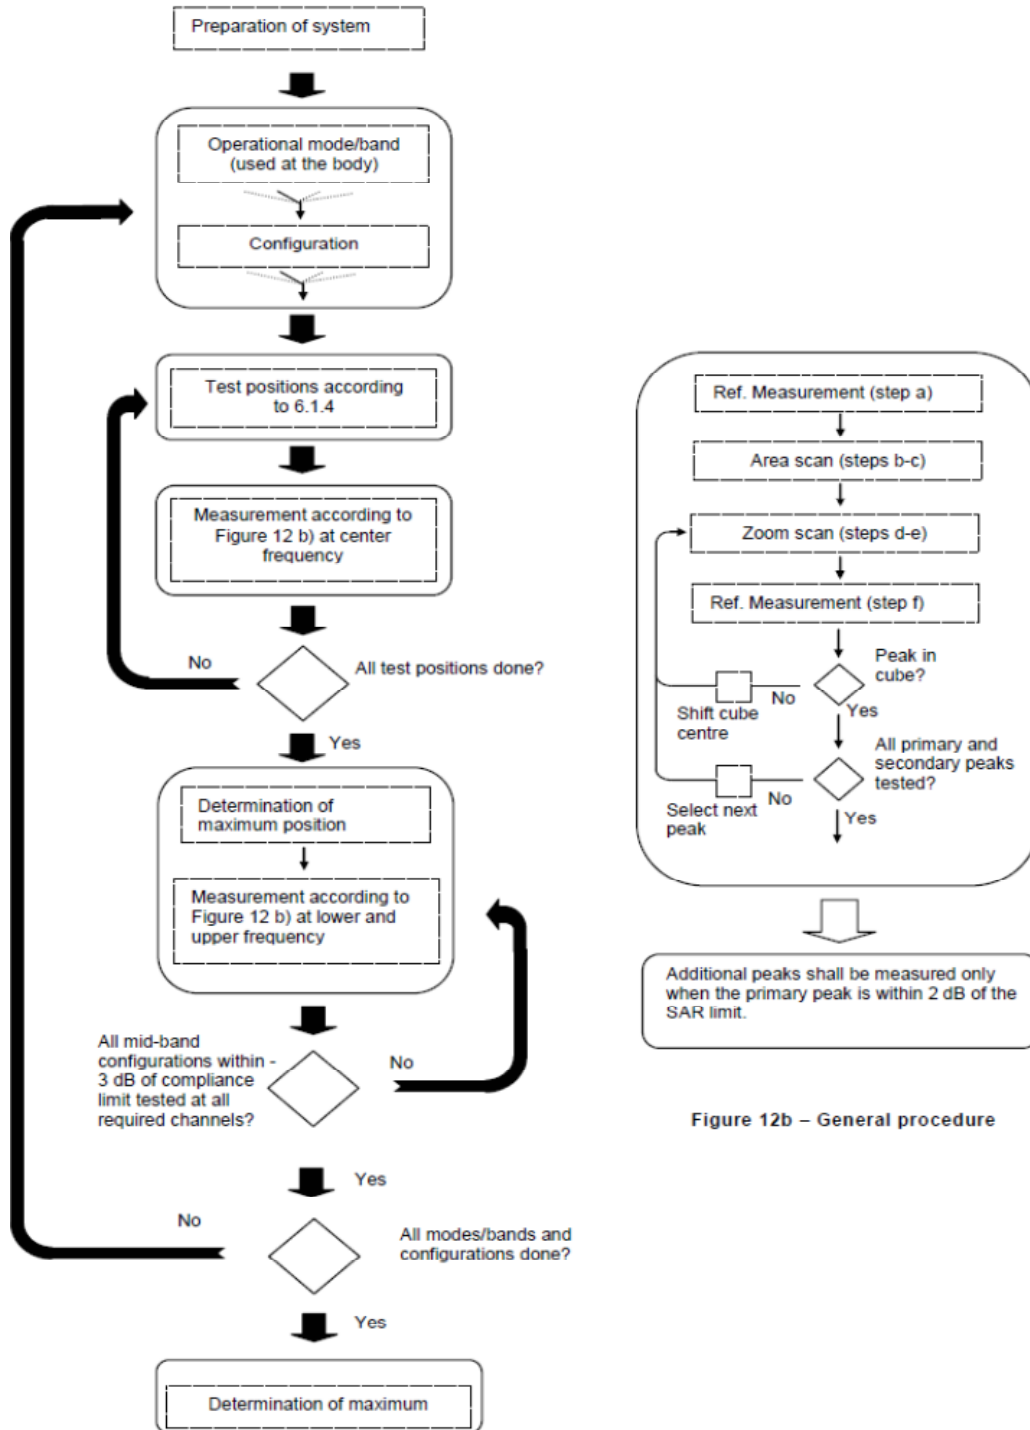 Preparation of system
Operational mode/band
(used at the body)
Configuration
Test positions according
to 6.1.4
Measurement according to
Figure 12 b) at center
frequency
No
All test positions done?
Yes
Determination of
maximum position
Measurement according to
Figure 12 b) at lower and
upper frequency
All mid-band
configurations within -
3 dB of compliance
limit tested at all
required channels?
No
Yes
No
All modes/bands and
configurations done?
Yes
Determination of maximum
Ref. Measurement (step a)
Area scan (steps b-c)
Zoom scan (steps d-e)
Ref. Measurement (step f)
Peak in
cube?
No
Shift cube
centre
Yes
All primary and
secondary peaks
tested?
No
Select next
peak
Yes
Additional peaks shall be measured only
when the primary peak is within 2 dB of the
SAR limit.
Figure 12b – General procedure